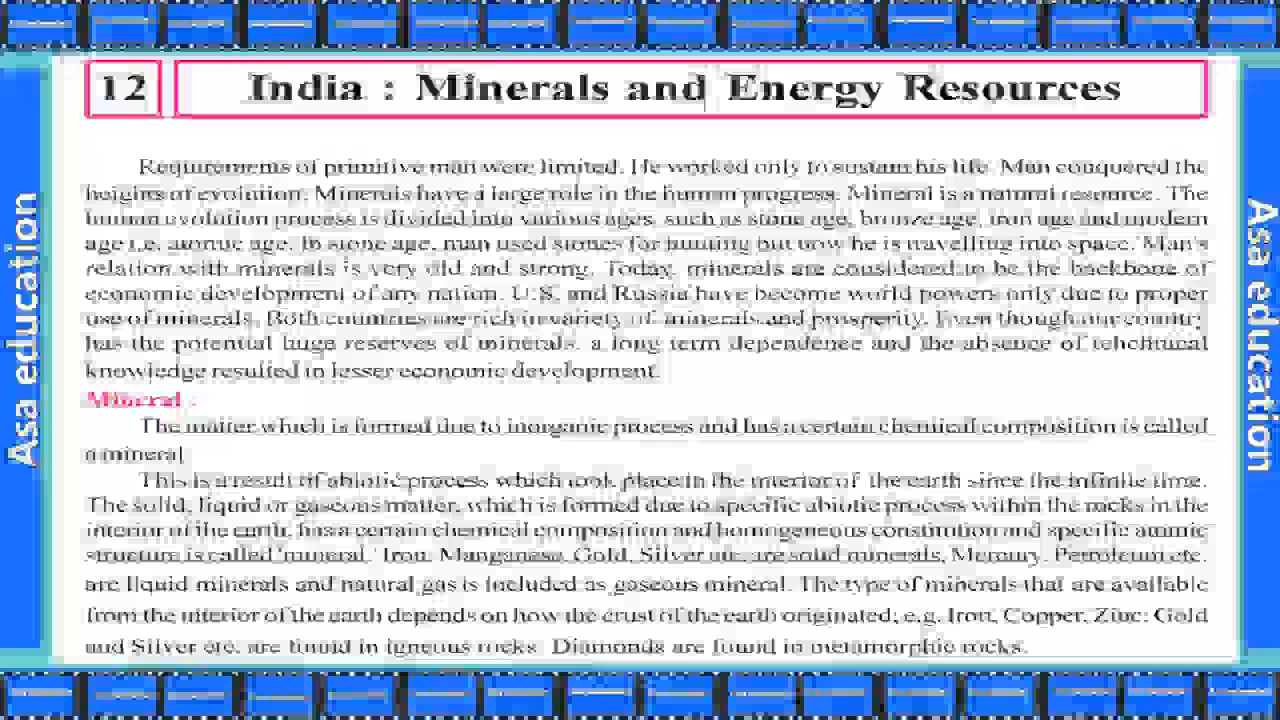 12
India : Minerals and Energy Resources
Requirements of primitive man were limited. He worked only to sustain his life. Man conquered the
heights of evolution. Minerals have a large role in the human progress. Mineral is a natural resource. The
human evolution process is divided into various ages, such as stone age, bronze age, iron age and modern
age i.e. atomic age. In stone age, man used stones for hunting but now he is travelling into space. Man's
relation with minerals is very old and strong. Today, minerals are considered to be the backbone of
economic development of any nation. U.S. and Russia have become world powers only due to proper
use of minerals. Both countries are rich in variety of minerals and prosperity. Even though our country
has the potential huge reserves of minerals, a long term dependence and the absence of
knowledge resulted in lesser economic development.
Mineral :
The matter which is formed due to inorganic process and has a certain chemical composition is called
a mineral.
This is a result of abiotic process which took place in the interior of the earth since the infinite time.
The solid, liquid or gaseous matter, which is formed due to specific abiotic process within the rocks in the
interior of the earth, has a certain chemical composition and homogeneous constitution and specific atomic
structure is called 'mineral.' Iron, Manganese, Gold, Silver etc. are solid minerals, Mercury, Petroleum etc.
are liquid minerals and natural gas is included as gaseous mineral. The type of minerals that are available
from the interior of the earth depends on how the crust of the earth originated; e.g. Iron, Copper, Zinc, Gold
and Silver etc. are found in igneous rocks. Diamonds are found in metamorphic rocks.
Asa education
Asa education